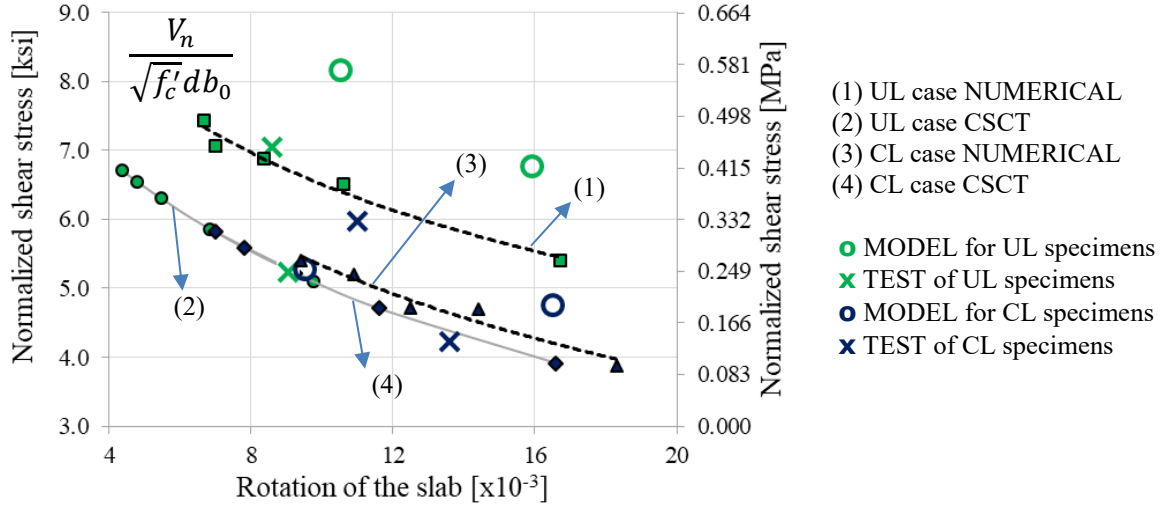 9.0
8.0
7.0
6.0
5.0
4.0
3.0
Normalized shear stress [ksi]
V_n
√f_c′ db_0
(1)
(2)
(3)
(4)
0.664
0.581
0.498
0.415
0.332
0.249
0.166
0.083
0.000
Normalized shear stress [MPa]
4 8 12 16 20
Rotation of the slab [x10⁻³]
(1) UL case NUMERICAL
(2) UL case CSCT
(3) CL case NUMERICAL
(4) CL case CSCT
MODEL for UL specimens
TEST of UL specimens
MODEL for CL specimens
TEST of CL specimens